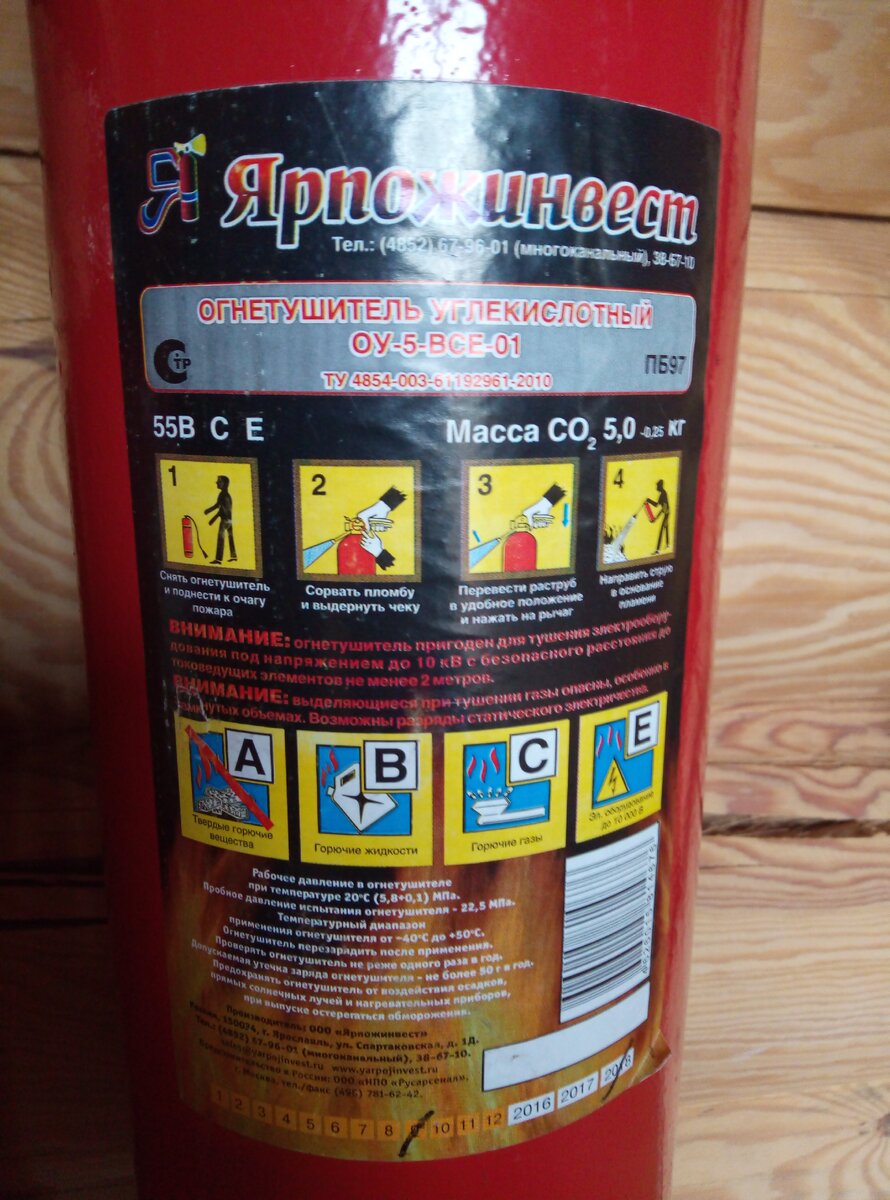 Ярпожинвест
Тел.: (4852) 67-96-01 (многоканальный), 38-67-10
ОГНЕТУШИТЕЛЬ УГЛЕКИСЛОТНЫЙ
ОУ-5-ВСЕ-01
ТР
ПБ97
ТУ 4854-003-61192961-2010
55В С Е
Масса CO2 5,0 -0,25 кг
1
2
3
4
Снять огнетушитель
и поднести к очагу
пожара
Сорвать пломбу
и выдернуть чеку
Перевести раструб
в удобное положение
и нажать на рычаг
Направить струю
в основание
пламени
ВНИМАНИЕ: огнетушитель пригоден для тушения электрообору-
дования под напряжением до 10 кВ с безопасного расстояния до
токоведущих элементов не менее 2 метров.
ВНИМАНИЕ: выделяющиеся при тушении газы опасны, особенно в
замкнутых объемах. Возможны разряды статического электричества.
A
Твердые горючие
вещества
B
Горючие жидкости
C
Горючие газы
E
Эл. оборудование
до 10 000 В
Рабочее давление в огнетушителе
при температуре 20°С (5,8+0,1) МПа.
Пробное давление испытания огнетушителя - 22,5 МПа.
Температурный диапазон
применения огнетушителя от -40°С до +50°С.
Огнетушитель перезарядить после применения.
Проверять огнетушитель не реже одного раза в год.
Допускаемая утечка заряда огнетушителя - не более 50 г в год.
Предохранять огнетушитель от воздействия осадков,
прямых солнечных лучей и нагревательных приборов,
при выпуске остерегаться обморожения.
Производитель: ООО «Ярпожинвест»
Россия, 150034, г. Ярославль, ул. Спартаковская, д. 1Д.
Тел.: (4852) 67-96-01 (многоканальный), 38-67-10.
sales@yarpojinvest.ru www.yarpojinvest.ru
Представительство в России: ООО «НПО «Русарсенал»,
г. Москва, тел./факс (495) 781-62-42.
1 2 3 4 5 6 7 8 9 10 11 12 2016 2017 2018